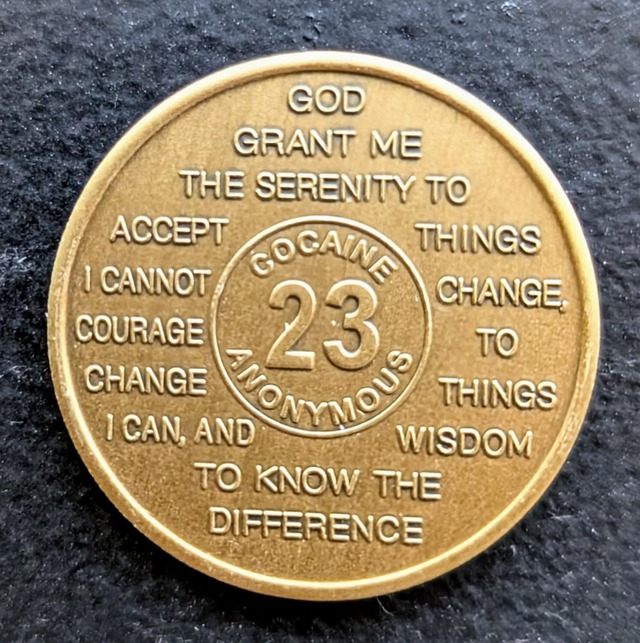 GOD
GRANT ME
THE SERENITY TO
ACCEPT THINGS
I CANNOT CHANGE,
COURAGE TO
CHANGE THINGS
I CAN, AND WISDOM
TO KNOW THE
DIFFERENCE
COCAINE
23
ANONYMOUS